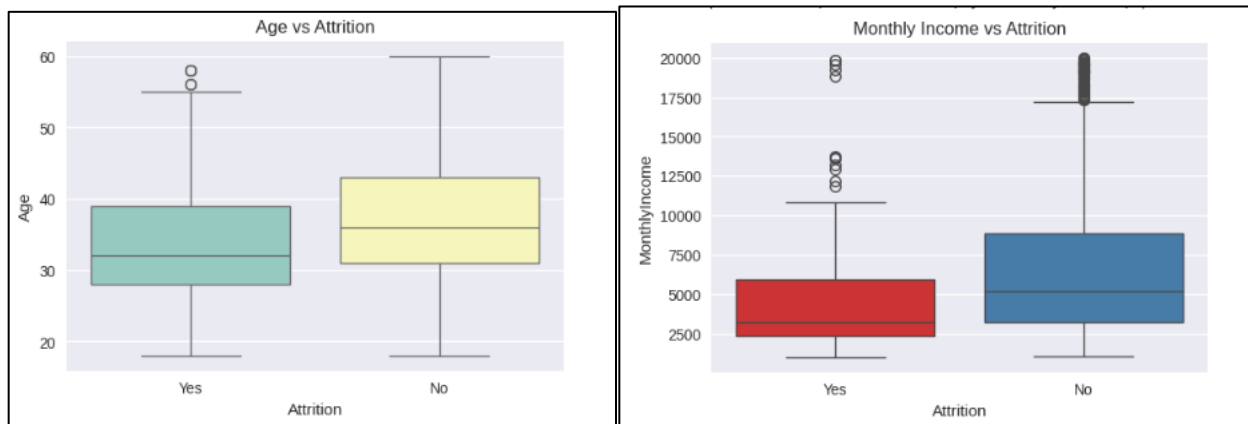 Age vs Attrition
60
50
40
30
20
Age
Yes
No
Attrition
Monthly Income vs Attrition
20000
17500
15000
12500
10000
7500
5000
2500
MonthlyIncome
Yes
No
Attrition